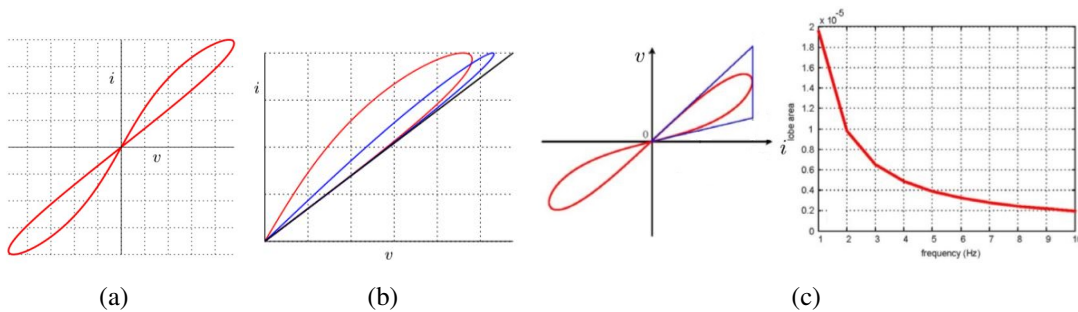 i
v
(a)
i
v
(b)
v
0
i
(c)
x 10^-5
2
1.8
1.6
1.4
1.2
1
0.8
0.6
0.4
0.2
0
1 2 3 4 5 6 7 8 9 10
lobe area
frequency (Hz)